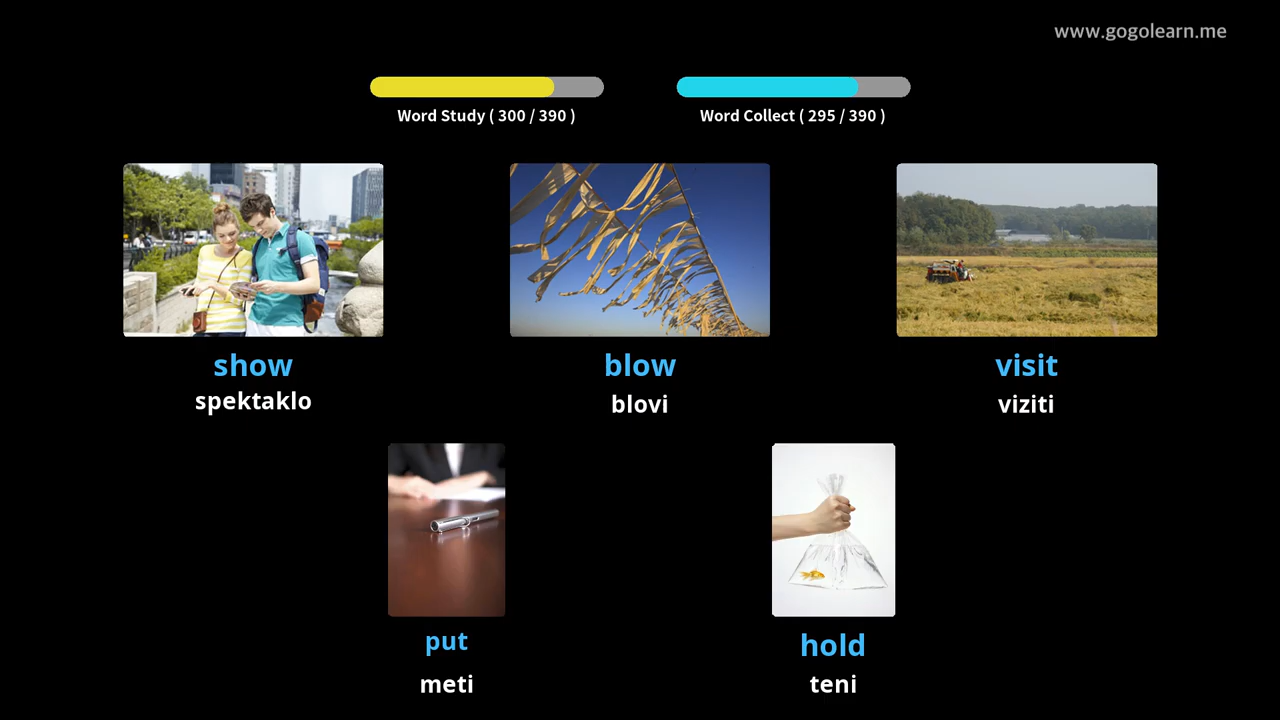 www.gogolearn.me
Word Study ( 300 / 390 )
Word Collect ( 295 / 390 )
show
spektaklo
blow
blovi
visit
viziti
put
meti
hold
teni